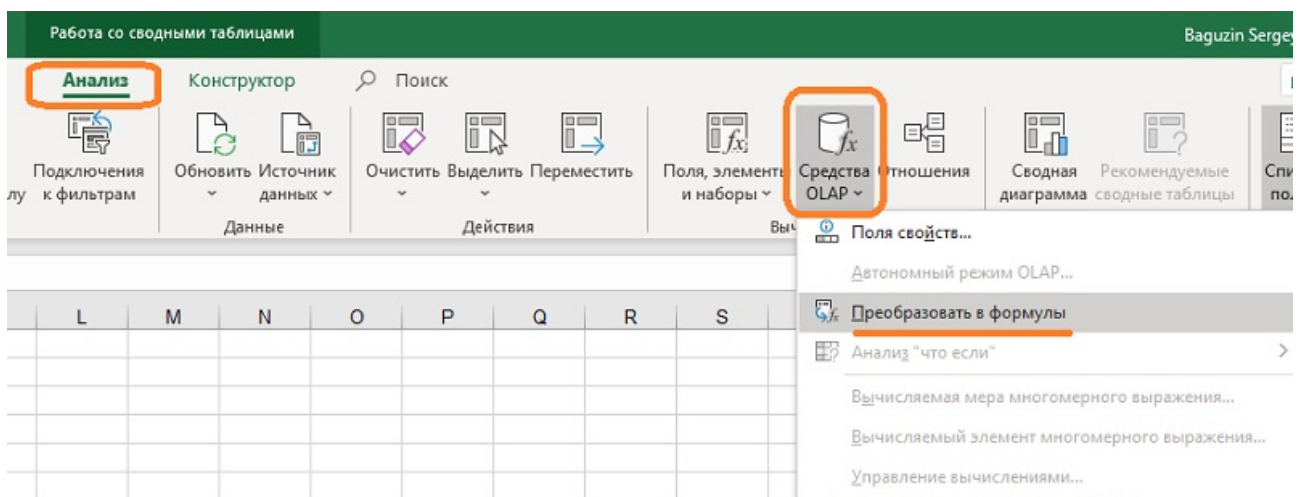 Работа со сводными таблицами
Baguzin Sergey
Анализ Конструктор Поиск
Подключения Обновить Источник Очистить Выделить Переместить Поля, элементы Средства Отношения Сводная Рекомендуемые
к фильтрам данных и наборы OLAP диаграмма сводные таблицы
Данные Действия
Поля свойств...
Автономный режим OLAP...
L M N O P Q R S
Преобразовать в формулы
Анализ "что если"
Вычисляемая мера многомерного выражения...
Вычисляемый элемент многомерного выражения...
Управление вычислениями...